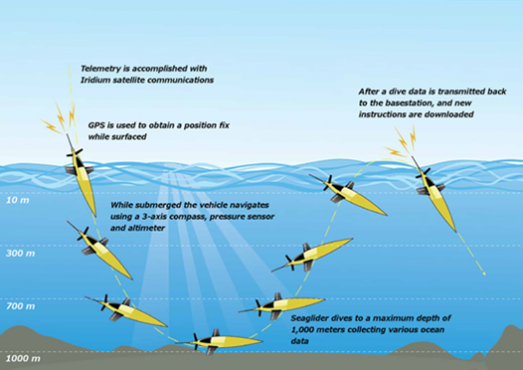 Telemetry is accomplished with
Iridium satellite communications
After a dive data is transmitted back
to the basestation, and new
instructions are downloaded
GPS is used to obtain a position fix
while surfaced
10 m
While submerged the vehicle navigates
using a 3-axis compass, pressure sensor
and altimeter
300 m
700 m
Seaglider dives to a maximum depth of
1,000 meters collecting various ocean
data
1000 m